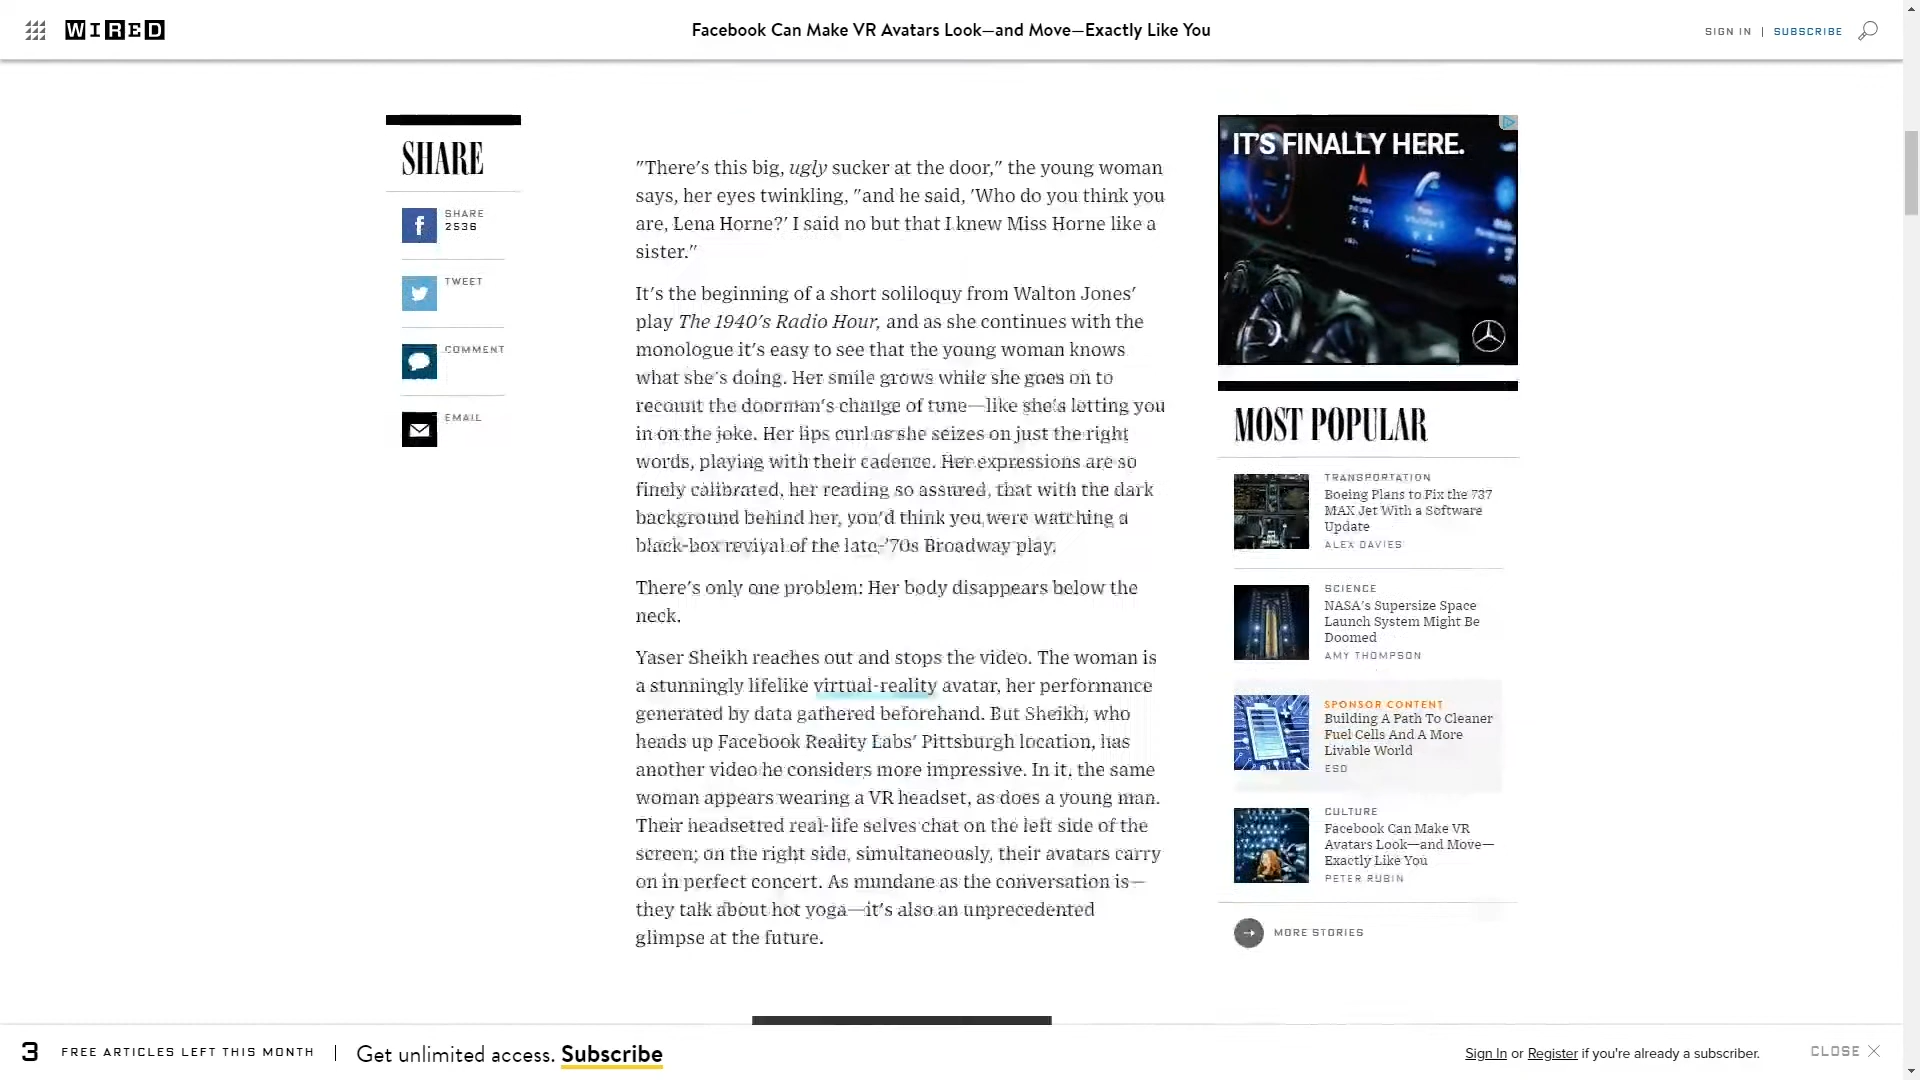 WIRED
Facebook Can Make VR Avatars Look—and Move—Exactly Like You
SIGN IN | SUBSCRIBE
SHARE
SHARE
2536
TWEET
COMMENT
EMAIL
"There's this big, ugly sucker at the door," the young woman
says, her eyes twinkling, "and he said, 'Who do you think you
are, Lena Horne?' I said no but that I knew Miss Horne like a
sister."
It's the beginning of a short soliloquy from Walton Jones'
play The 1940's Radio Hour, and as she continues with the
monologue it's easy to see that the young woman knows
what she's doing. Her smile grows while she goes on to
recount the doorman's change of tune—like she's letting you
in on the joke. Her lips curl as she seizes on just the right
words, playing with their cadence. Her expressions are so
finely calibrated, her reading so assured, that with the dark
background behind her, you'd think you were watching a
black-box revival of the late-'70s Broadway play.
There's only one problem: Her body disappears below the
neck.
Yaser Sheikh reaches out and stops the video. The woman is
a stunningly lifelike virtual-reality avatar, her performance
generated by data gathered beforehand. But Sheikh, who
heads up Facebook Reality Labs' Pittsburgh location, has
another video he considers more impressive. In it, the same
woman appears wearing a VR headset, as does a young man.
Their headsetted real-life selves chat on the left side of the
screen; on the right side, simultaneously, their avatars carry
on in perfect concert. As mundane as the conversation is—
they talk about hot yoga—it's also an unprecedented
glimpse at the future.
IT'S FINALLY HERE.
MOST POPULAR
TRANSPORTATION
Boeing Plans to Fix the 737
MAX Jet With a Software
Update
ALEX DAVIES
SCIENCE
NASA's Supersize Space
Launch System Might Be
Doomed
AMY THOMPSON
SPONSOR CONTENT
Building A Path To Cleaner
Fuel Cells And A More
Livable World
ESD
CULTURE
Facebook Can Make VR
Avatars Look—and Move—
Exactly Like You
PETER RUBIN
MORE STORIES
3 FREE ARTICLES LEFT THIS MONTH | Get unlimited access. Subscribe
Sign In or Register if you're already a subscriber.
CLOSE